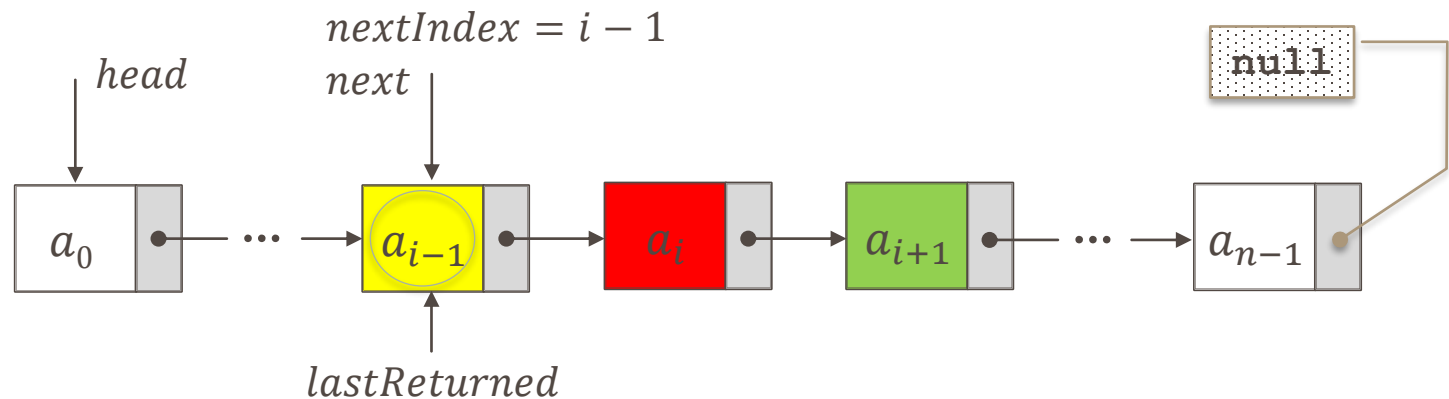 nextIndex = i − 1
head
next
null
a₀ ··· aᵢ₋₁ aᵢ aᵢ₊₁ ··· aₙ₋₁
lastReturned